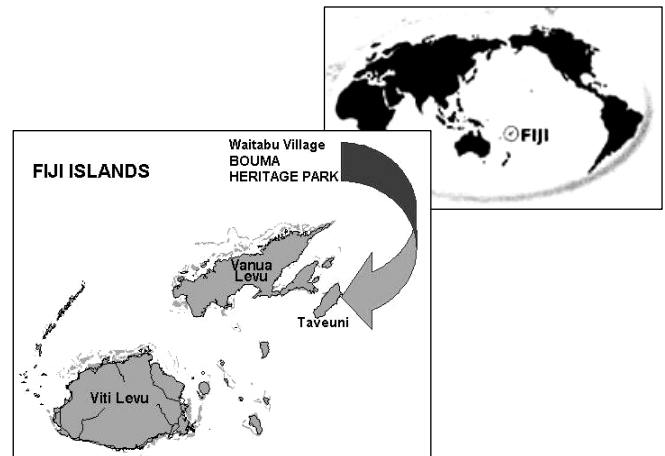 FIJI
Waitabu Village
BOUMA
HERITAGE PARK
FIJI ISLANDS
Vanua
Levu
Taveuni
Viti Levu